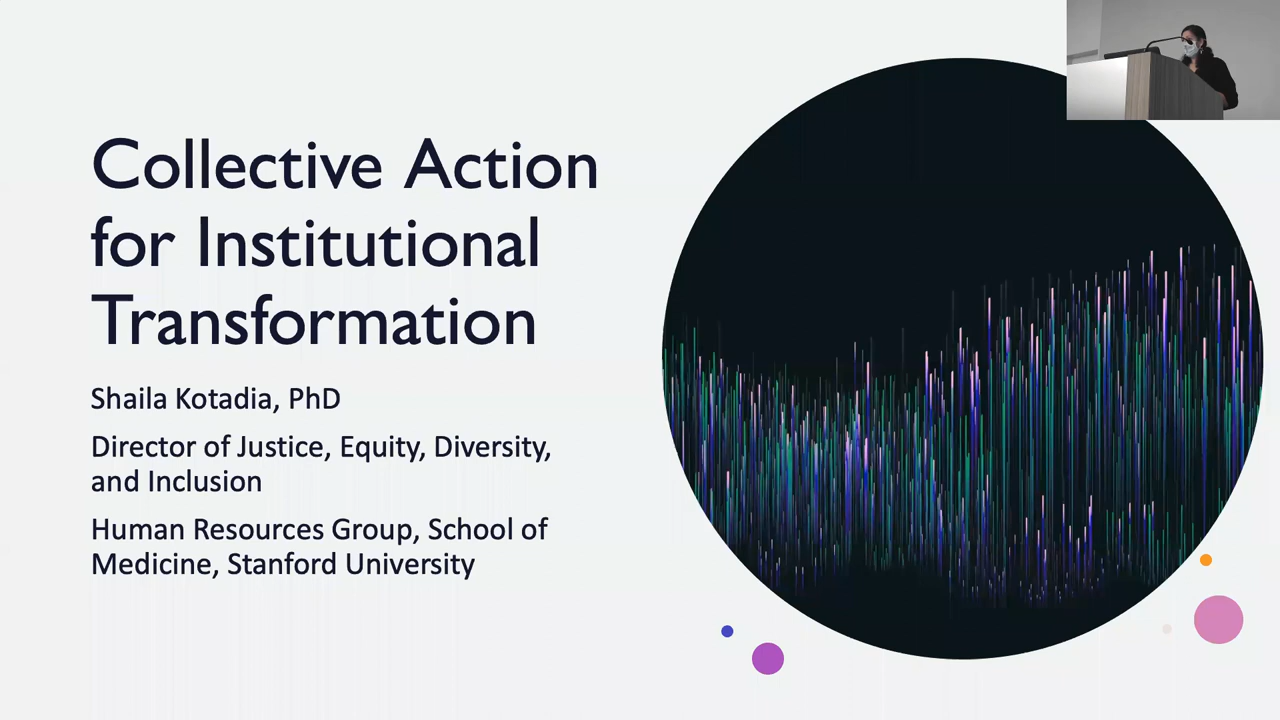 Collective Action
for Institutional
Transformation
Shaila Kotadia, PhD
Director of Justice, Equity, Diversity,
and Inclusion
Human Resources Group, School of
Medicine, Stanford University